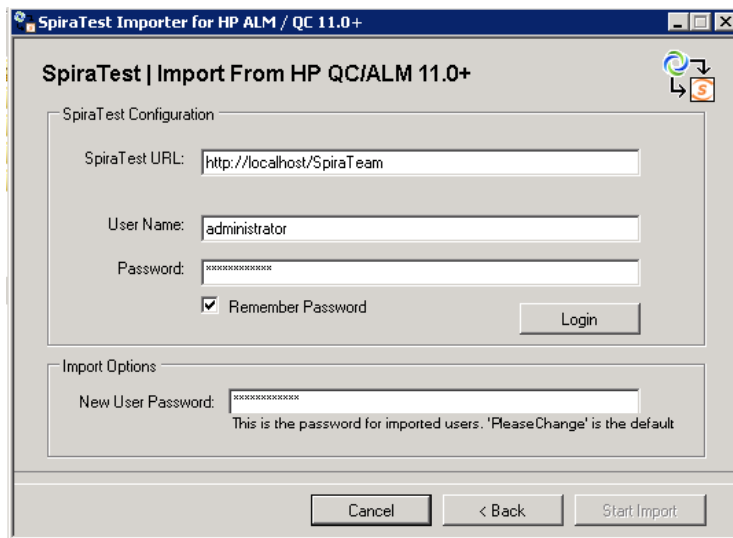 SpiraTest Importer for HP ALM / QC 11.0+
SpiraTest | Import From HP QC/ALM 11.0+
SpiraTest Configuration
SpiraTest URL: http://localhost/SpiraTeam
User Name: administrator
Password: ************
Remember Password
Login
Import Options
New User Password: ************
This is the password for imported users. 'PleaseChange' is the default
Cancel < Back Start Import